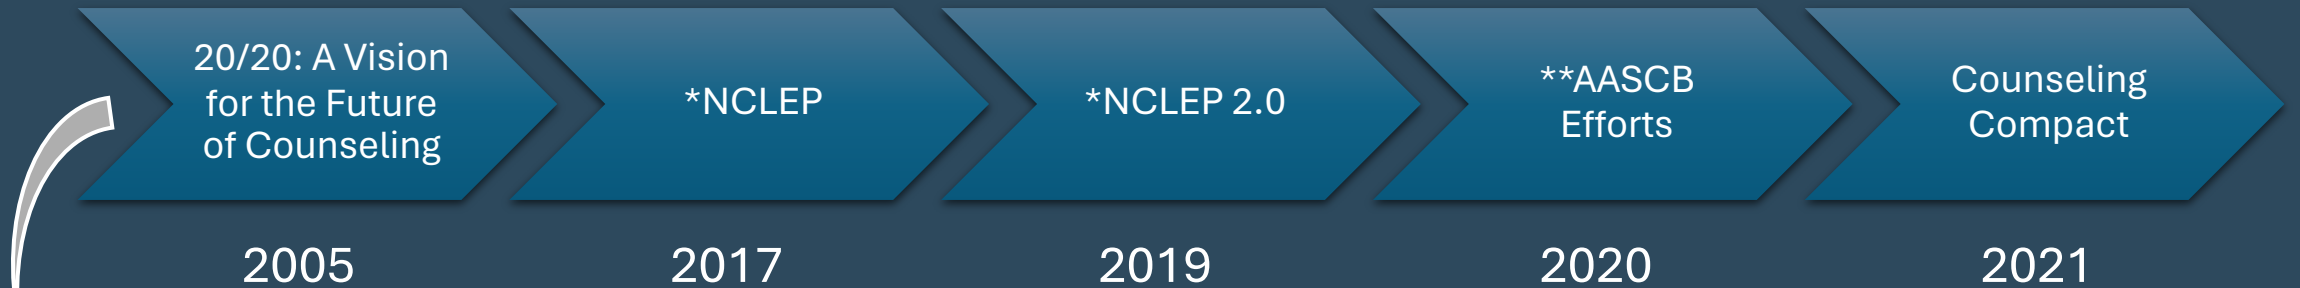 20/20: A Vision
for the Future
of Counseling
*NCLEP
*NCLEP 2.0
**AASCB
Efforts
Counseling
Compact
2005
2017
2019
2020
2021